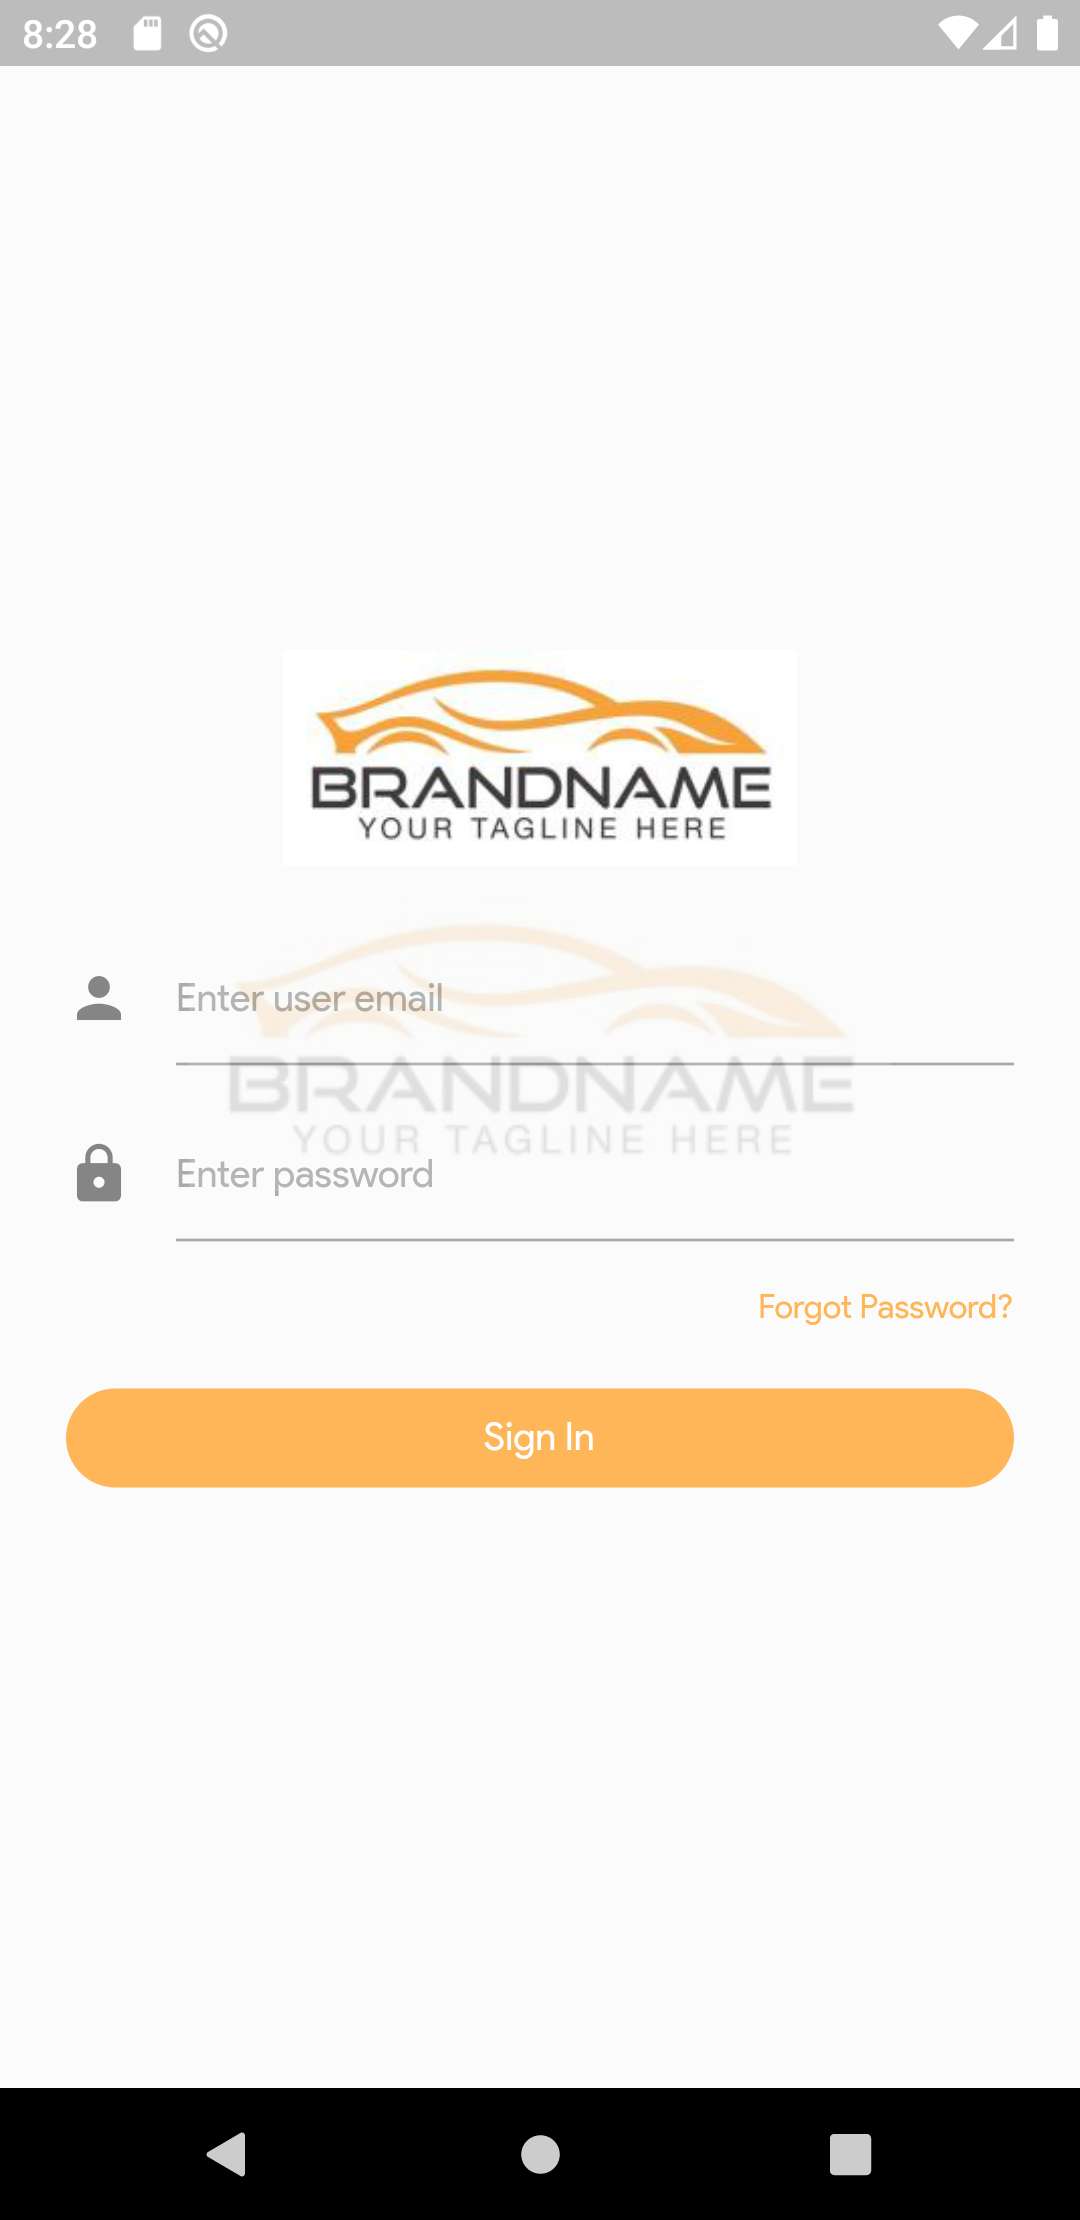 8:28
BRANDNAME
YOUR TAGLINE HERE
Enter user email
BRANDNAME
YOUR TAGLINE HERE
Enter password
Forgot Password?
Sign In